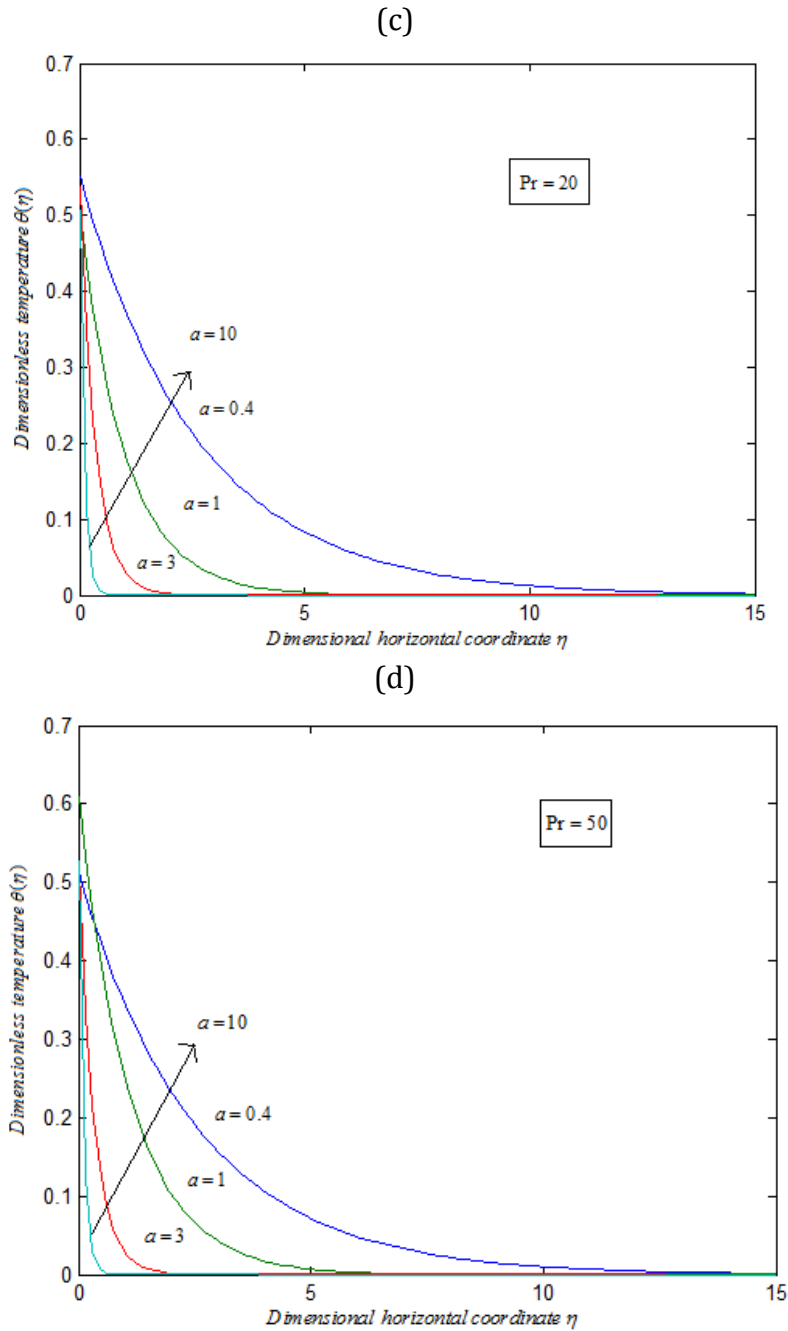 (c)
0.7
0.6
0.5
0.4
0.3
0.2
0.1
0
Dimensionless temperature θ(η)
Pr = 20
a = 10
a = 0.4
a = 1
a = 3
0
5
10
15
Dimensional horizontal coordinate η
(d)
0.7
0.6
0.5
0.4
0.3
0.2
0.1
0
Dimensionless temperature θ(η)
Pr = 50
a = 10
a = 0.4
a = 1
a = 3
0
5
10
15
Dimensional horizontal coordinate η